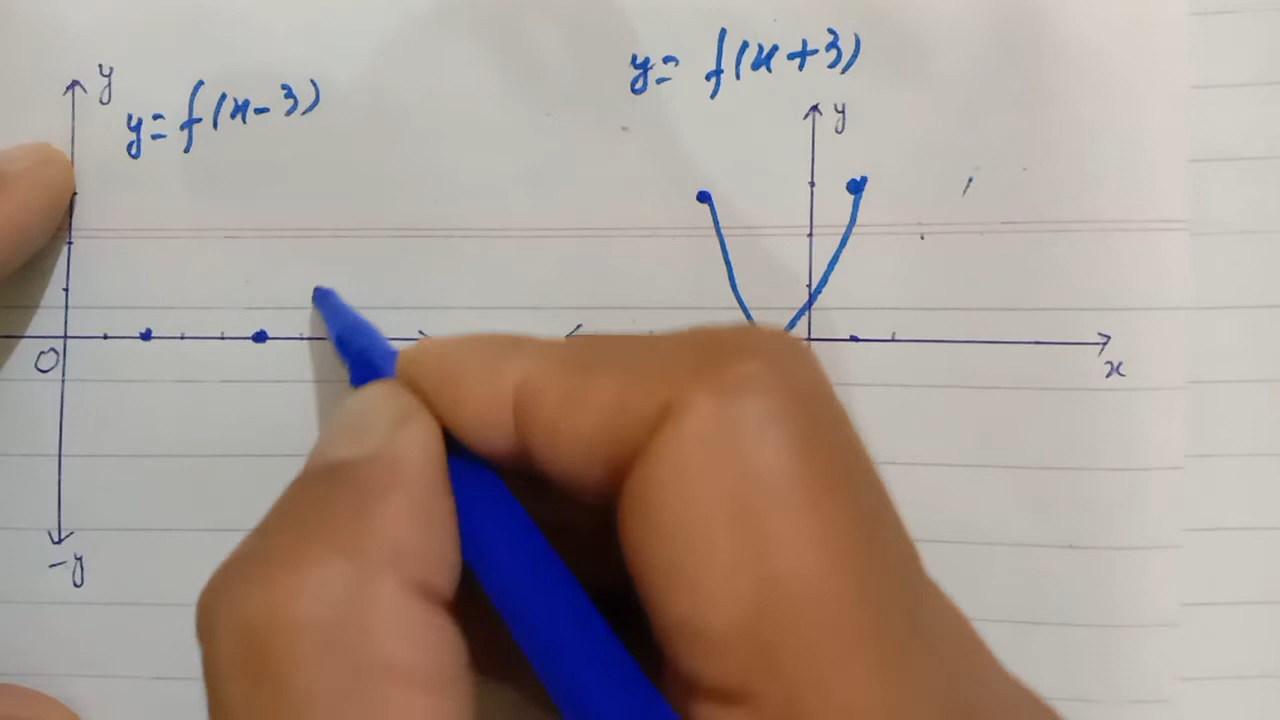 y
y = f(x-3)
O
-y
y = f(x+3)
y
x